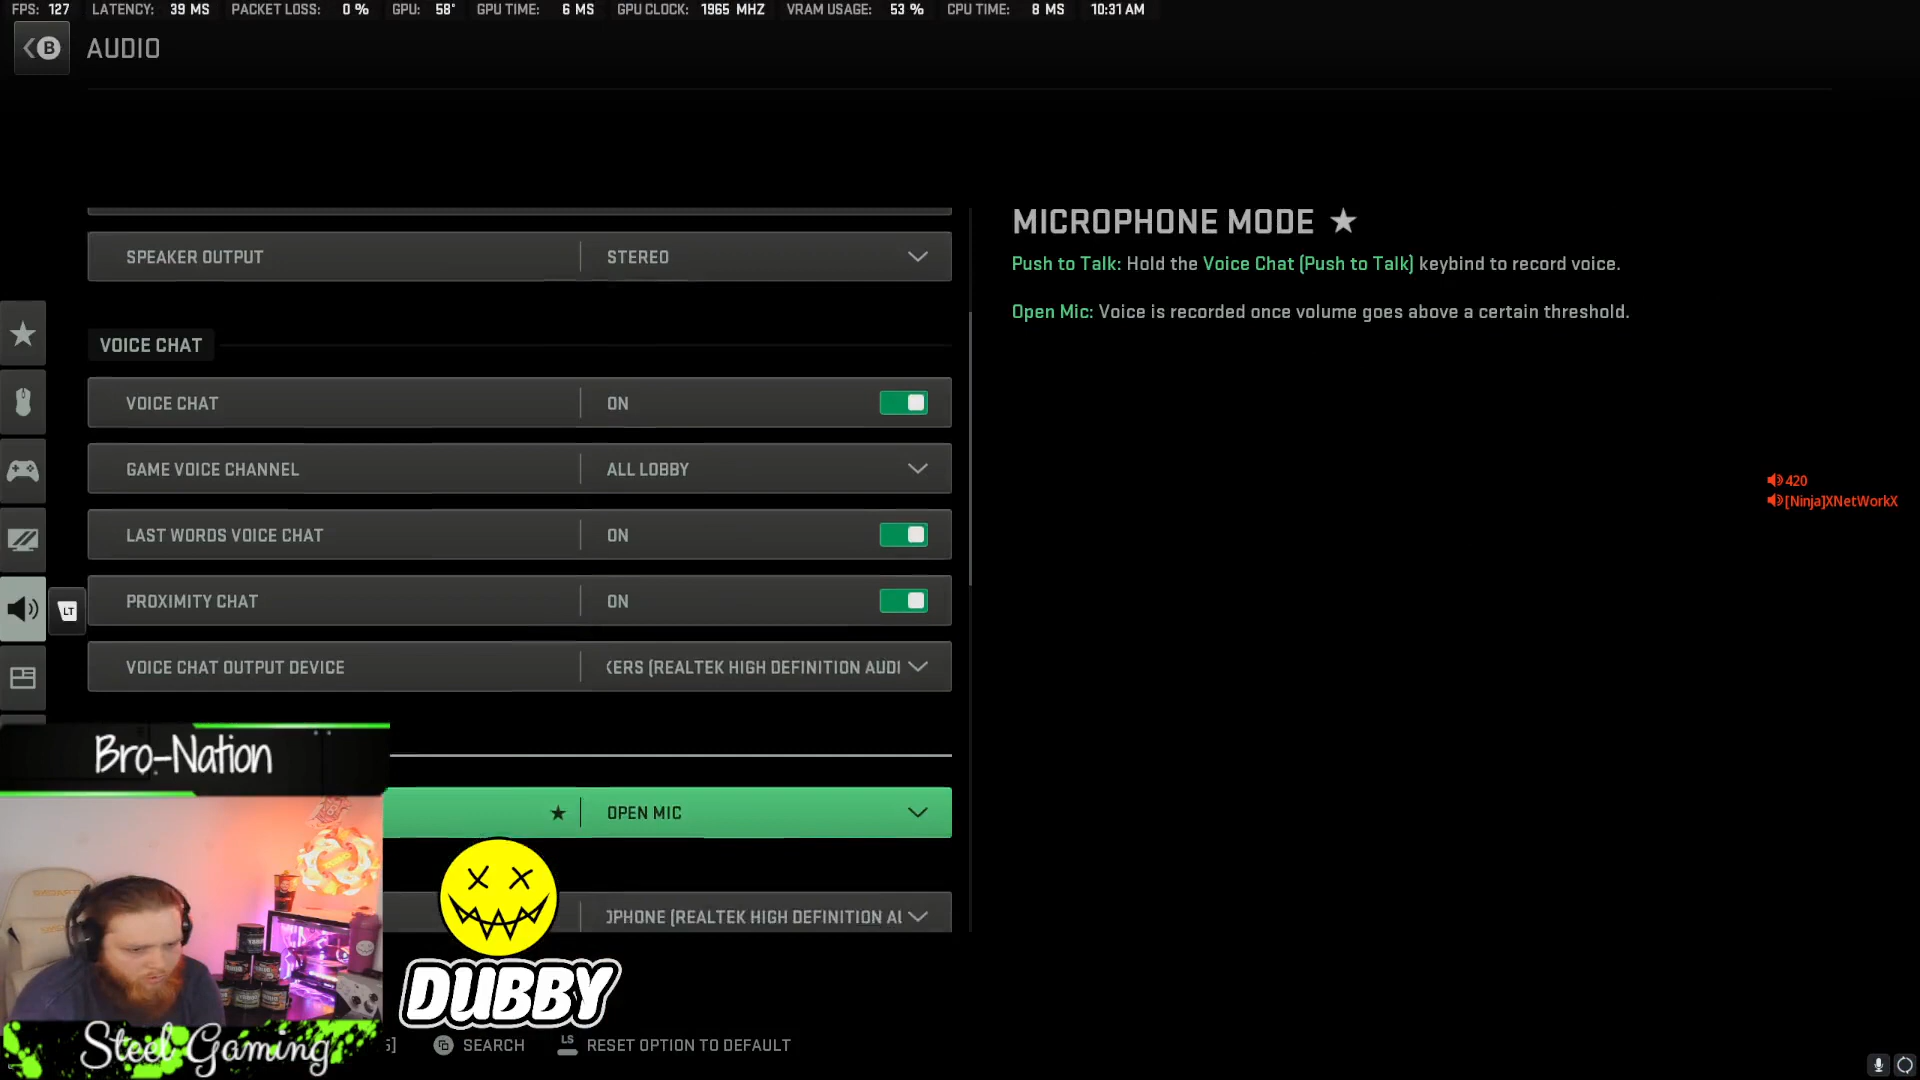 FPS: 127 LATENCY: 39 MS PACKET LOSS: 0 % GPU: 58° GPU TIME: 6 MS GPU CLOCK: 1965 MHZ VRAM USAGE: 53 % CPU TIME: 8 MS 10:31 AM
B AUDIO
SPEAKER OUTPUT STEREO
VOICE CHAT
VOICE CHAT ON
GAME VOICE CHANNEL ALL LOBBY
LAST WORDS VOICE CHAT ON
LT
PROXIMITY CHAT ON
VOICE CHAT OUTPUT DEVICE KERS (REALTEK HIGH DEFINITION AUDI
OPEN MIC
OPHONE (REALTEK HIGH DEFINITION AU
MICROPHONE MODE
Push to Talk: Hold the Voice Chat (Push to Talk) keybind to record voice.
Open Mic: Voice is recorded once volume goes above a certain threshold.
420
[Ninja]XNetWorkX
Bro-Nation
DUBBY
Steel Gaming
SEARCH LS RESET OPTION TO DEFAULT